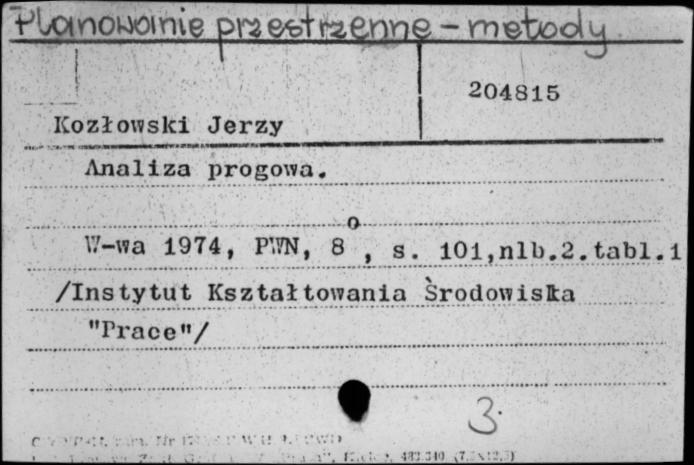 Planowanie przestrzenne - metody
204815
Kozłowski Jerzy
Analiza progowa.
W-wa 1974, PWN, 8o, s. 101,nlb.2.tabl.1
/Instytut Kształtowania Środowiska
"Prace"/
3.